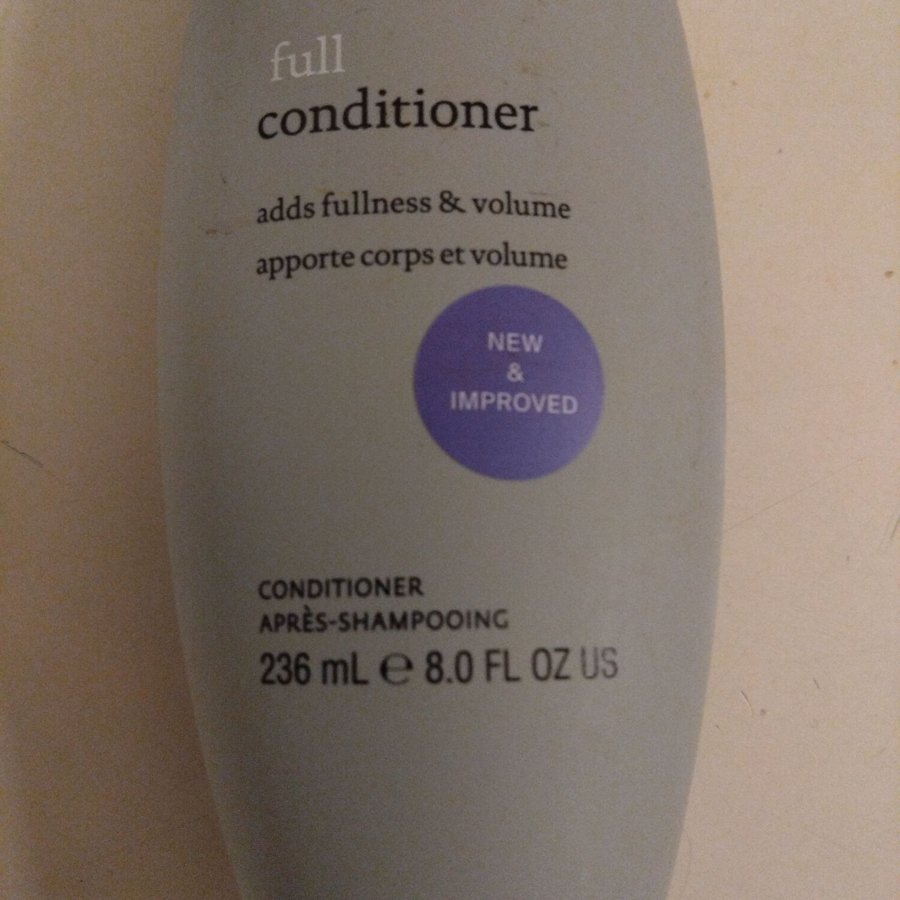 full
conditioner
adds fullness & volume
apporte corps et volume
NEW
&
IMPROVED
CONDITIONER
APRÈS-SHAMPOOING
236 mL ℮ 8.0 FL OZ US